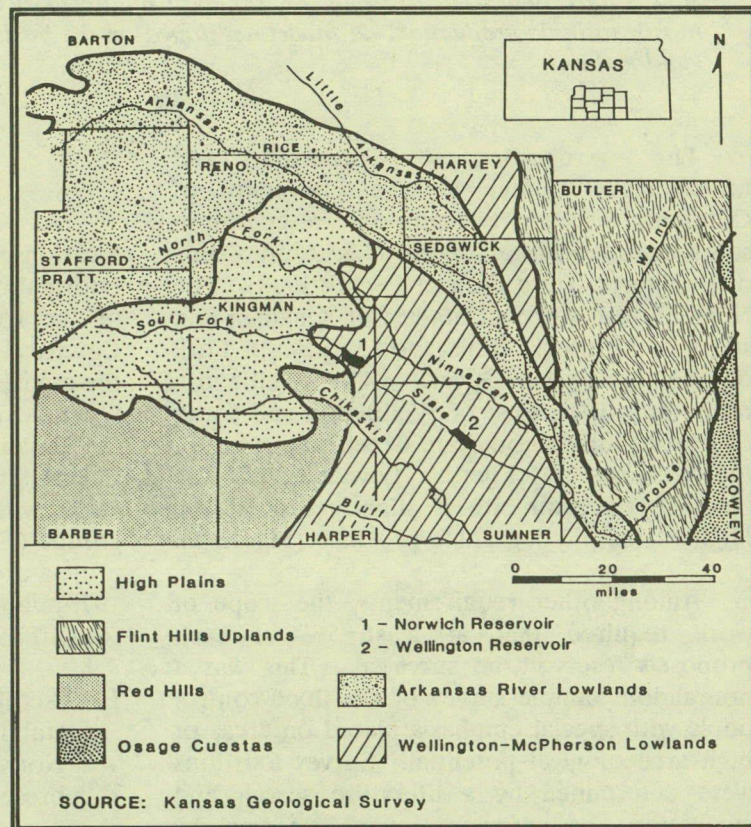 BARTON
N
KANSAS
Little
Arkansas
Arkansas
RICE
HARVEY
RENO
BUTLER
Walnut
STAFFORD
North Fork
SEDGWICK
PRATT
KINGMAN
South Fork
1
Ninnescah
Chikaskia
Slate
2
Grouse
COWLEY
Bluff
BARBER
HARPER
SUMNER
0 20 40
miles
High Plains
1 – Norwich Reservoir
Flint Hills Uplands
2 – Wellington Reservoir
Red Hills
Arkansas River Lowlands
Osage Cuestas
Wellington–McPherson Lowlands
SOURCE: Kansas Geological Survey